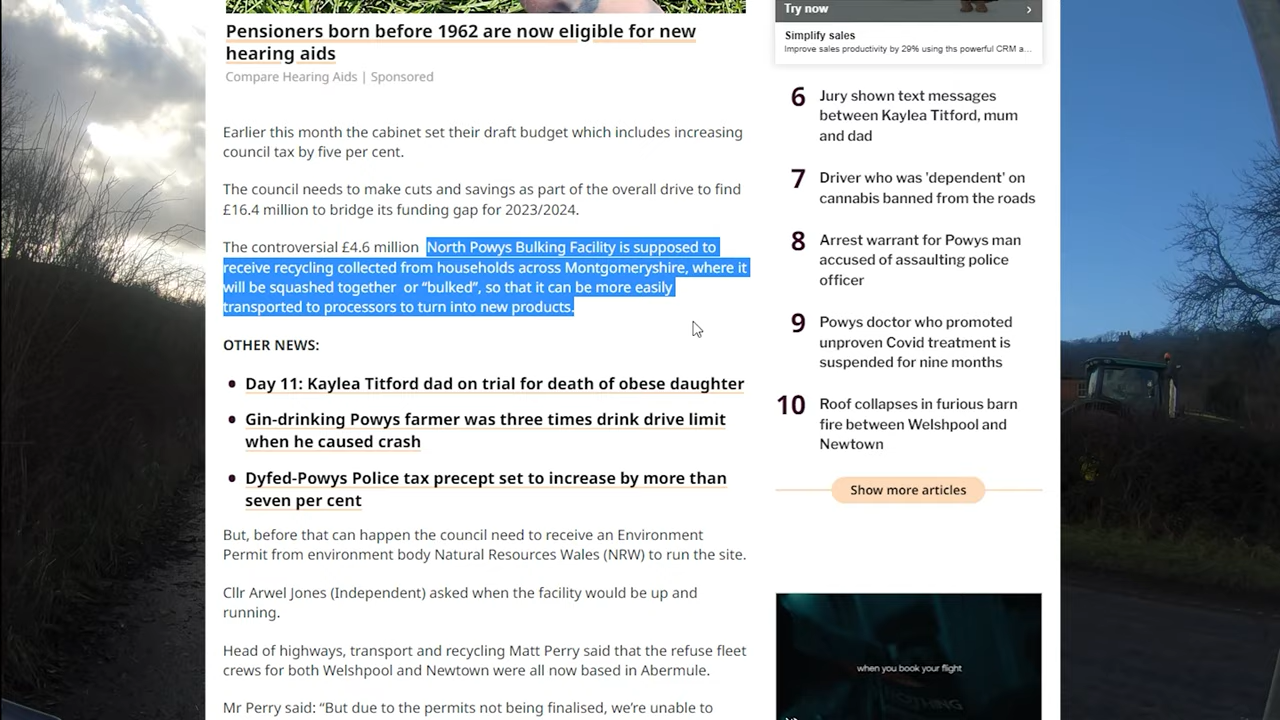 Pensioners born before 1962 are now eligible for new
hearing aids
Compare Hearing Aids | Sponsored
Earlier this month the cabinet set their draft budget which includes increasing
council tax by five per cent.
The council needs to make cuts and savings as part of the overall drive to find
£16.4 million to bridge its funding gap for 2023/2024.
The controversial £4.6 million North Powys Bulking Facility is supposed to
receive recycling collected from households across Montgomeryshire, where it
will be squashed together or “bulked”, so that it can be more easily
transported to processors to turn into new products.
OTHER NEWS:
• Day 11: Kaylea Titford dad on trial for death of obese daughter
• Gin-drinking Powys farmer was three times drink drive limit
when he caused crash
• Dyfed-Powys Police tax precept set to increase by more than
seven per cent
But, before that can happen the council need to receive an Environment
Permit from environment body Natural Resources Wales (NRW) to run the site.
Cllr Arwel Jones (Independent) asked when the facility would be up and
running.
Head of highways, transport and recycling Matt Perry said that the refuse fleet
crews for both Welshpool and Newtown were all now based in Abermule.
Mr Perry said: “But due to the permits not being finalised, we’re unable to
Try now
Simplify sales
Improve sales productivity by 29% using ths powerful CRM a...
6 Jury shown text messages
between Kaylea Titford, mum
and dad
7 Driver who was 'dependent' on
cannabis banned from the roads
8 Arrest warrant for Powys man
accused of assaulting police
officer
9 Powys doctor who promoted
unproven Covid treatment is
suspended for nine months
10 Roof collapses in furious barn
fire between Welshpool and
Newtown
Show more articles
when you book your flight